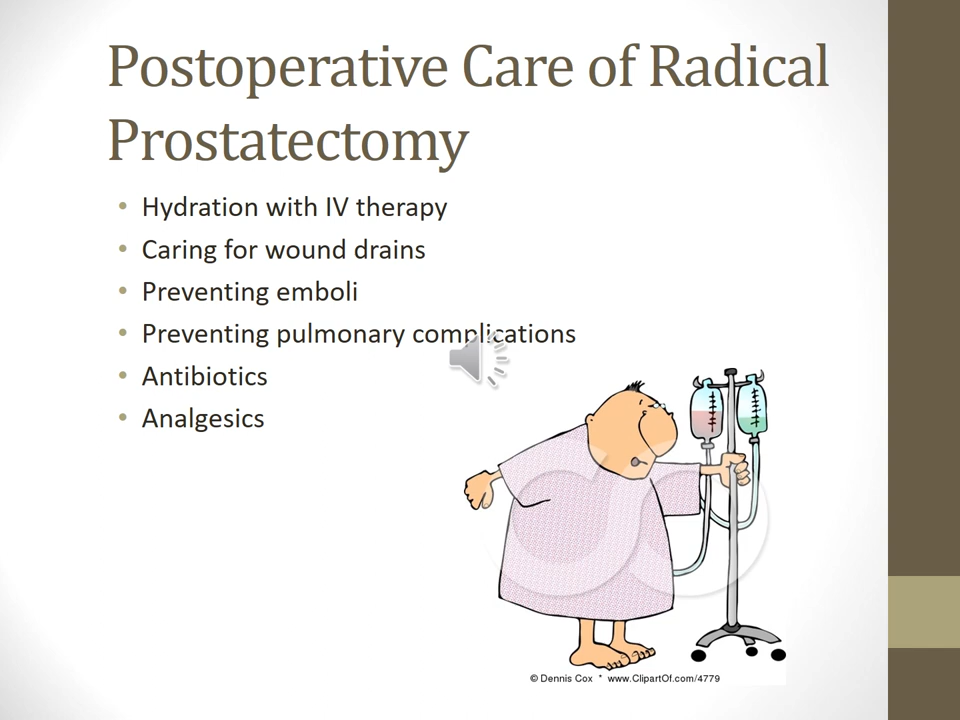 Postoperative Care of Radical
Prostatectomy
• Hydration with IV therapy
• Caring for wound drains
• Preventing emboli
• Preventing pulmonary complications
• Antibiotics
• Analgesics
© Dennis Cox * www.ClipartOf.com/4779